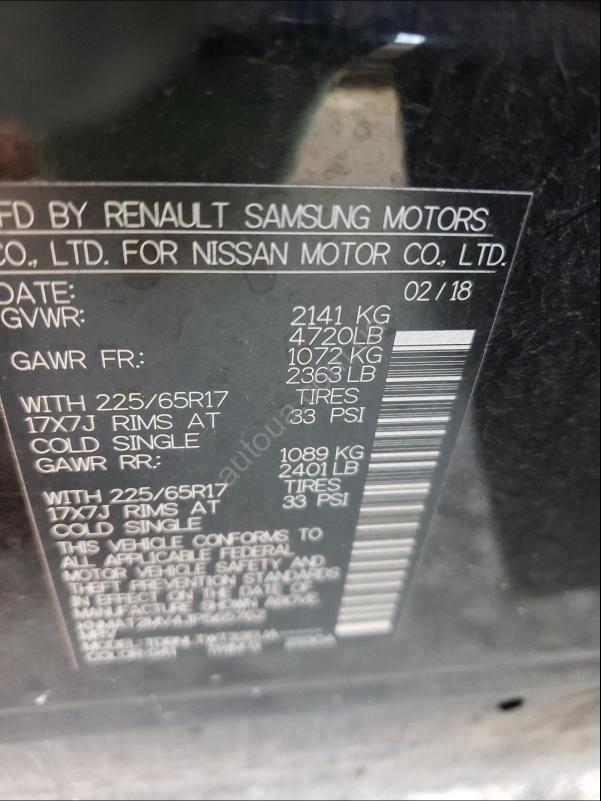 FD BY RENAULT SAMSUNG MOTORS
CO., LTD. FOR NISSAN MOTOR CO., LTD.
DATE: 02/18
GVWR: 2141 KG
4720LB
GAWR FR.: 1072 KG
2363 LB
WITH 225/65R17 TIRES
17X7J RIMS AT 33 PSI
COLD SINGLE
GAWR RR.: 1089 KG
2401 LB
WITH 225/65R17 TIRES
17X7J RIMS AT 33 PSI
COLD SINGLE
THIS VEHICLE CONFORMS TO
ALL APPLICABLE FEDERAL
MOTOR VEHICLE SAFETY AND
THEFT PREVENTION STANDARDS
IN EFFECT ON THE DATE OF
MANUFACTURE SHOWN ABOVE